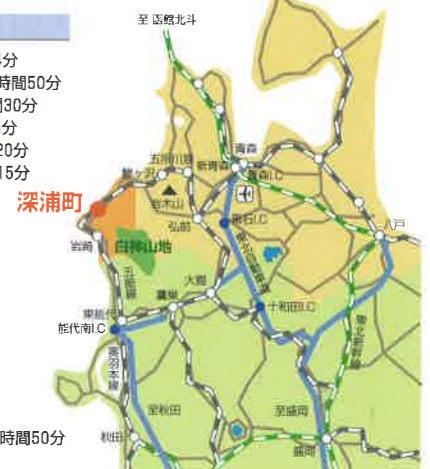 至 函館北斗
時間50分
間30分
20分
15分
青森
五所川原
新青森
青森I.C
鰺ヶ沢
岩木山
深浦町
弘前
黒石I.C
八戸
岩崎
白神山地
五能線
東北自動車道
大館
鷹巣
十和田I.C
東能代
能代南I.C
東北新幹線
奥羽本線
至秋田
至盛岡
時間50分
秋田
盛岡